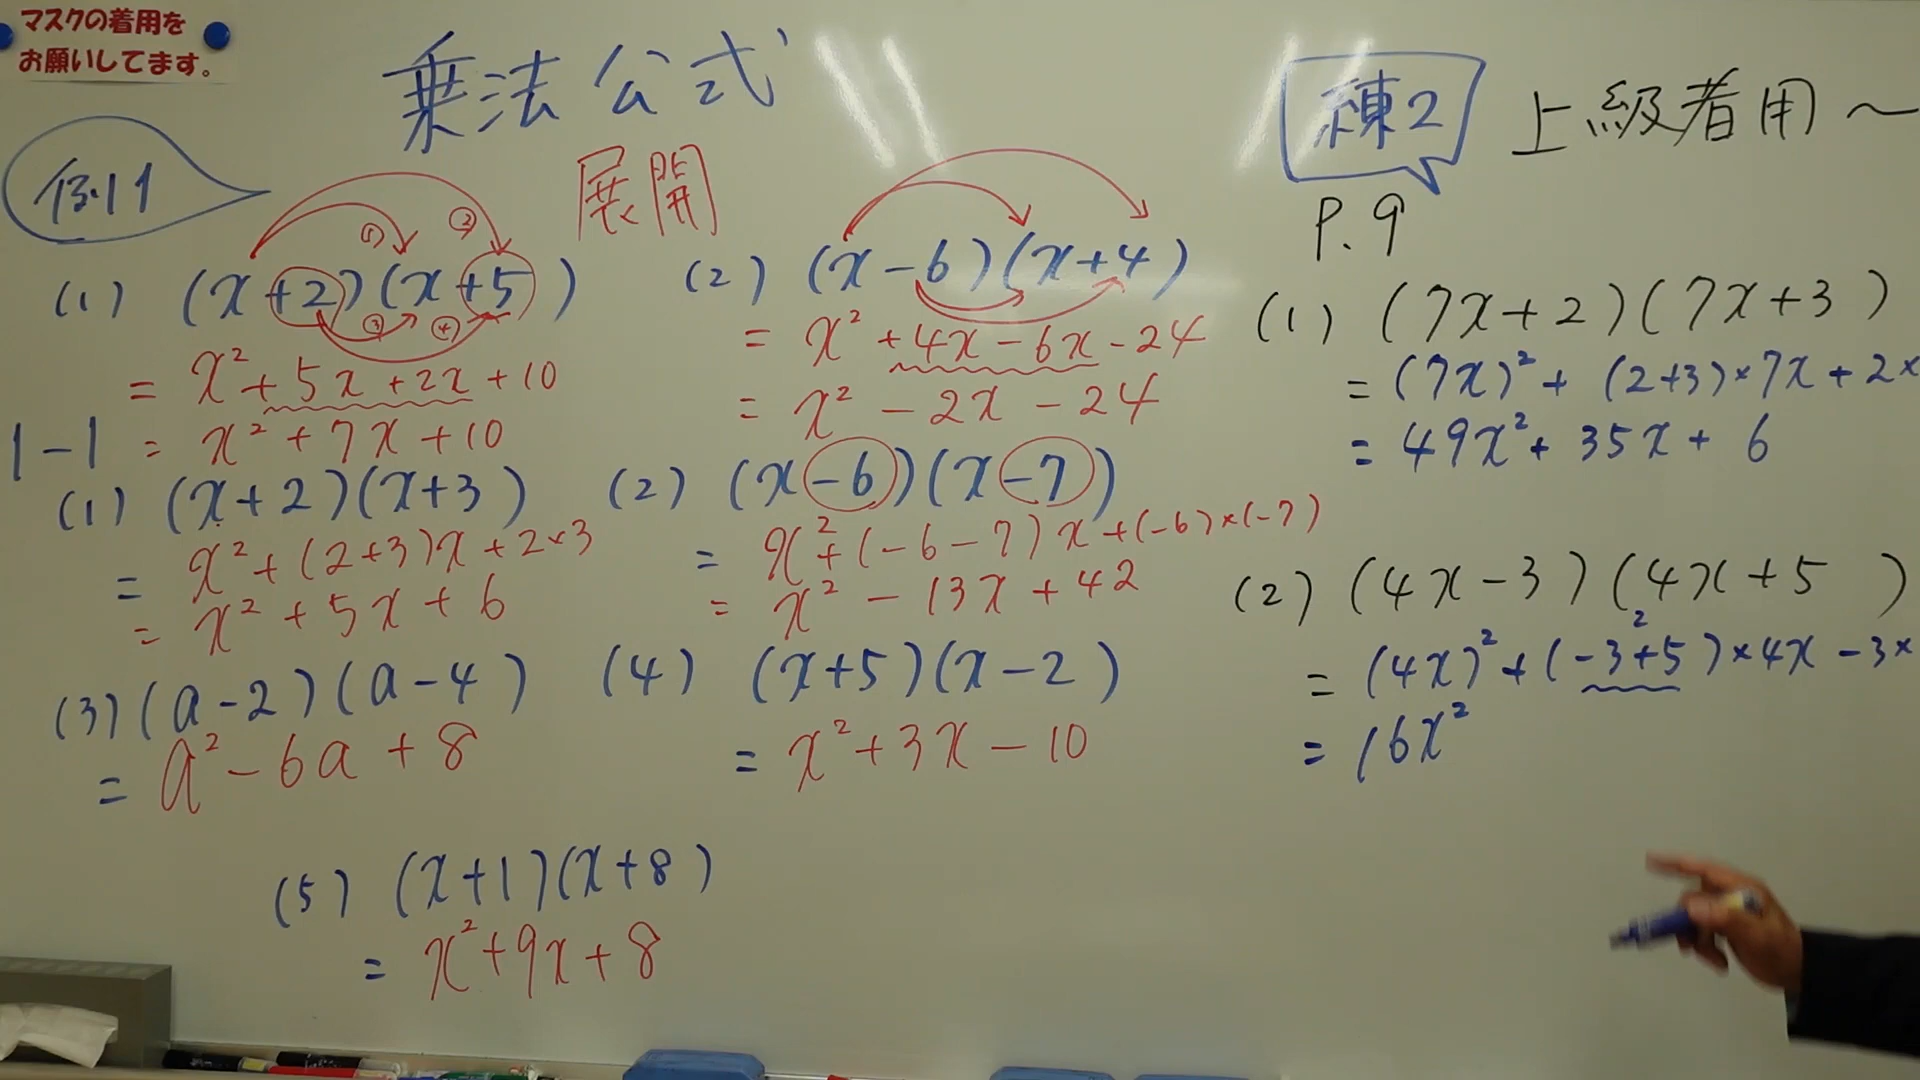 マスクの着用を
お願いしてます。
乗法公式
例1
展開
(1) (x+2)(x+5)
① ② ③ ④
= x²+5x+2x+10
= x²+7x+10
(2) (x-6)(x+4)
= x²+4x-6x-24
= x²-2x-24
1-1
(1) (x+2)(x+3)
= x²+(2+3)x+2×3
= x²+5x+6
(2) (x-6)(x-7)
= x²+(-6-7)x+(-6)×(-7)
= x²-13x+42
(3) (a-2)(a-4)
= a²-6a+8
(4) (x+5)(x-2)
= x²+3x-10
(5) (x+1)(x+8)
= x²+9x+8
練2 上級者用〜
P.9
(1) (7x+2)(7x+3)
= (7x)²+(2+3)×7x+2×
= 49x²+35x+6
(2) (4x-3)(4x+5)
2
= (4x)²+(-3+5)×4x-3×
= 16x²